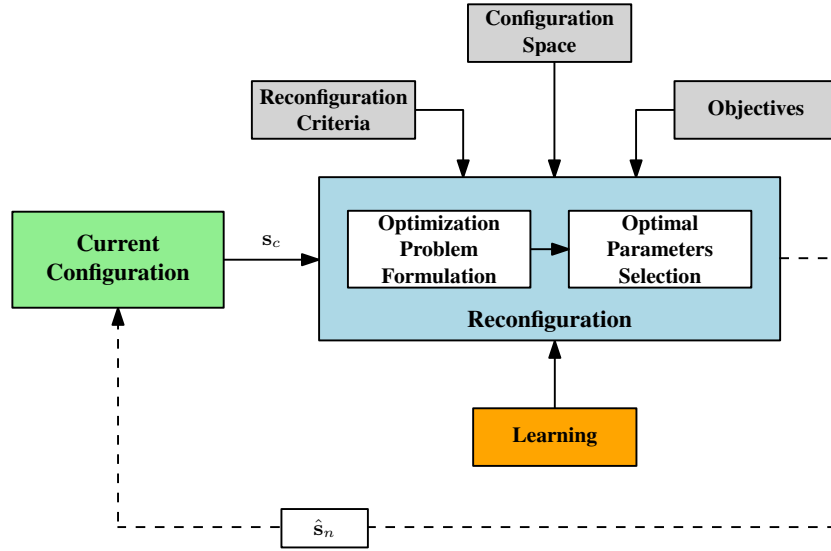 Configuration
Space
Reconfiguration
Criteria
Objectives
Current
Configuration
s_c
Optimization
Problem
Formulation
Optimal
Parameters
Selection
Reconfiguration
Learning
ŝ_n